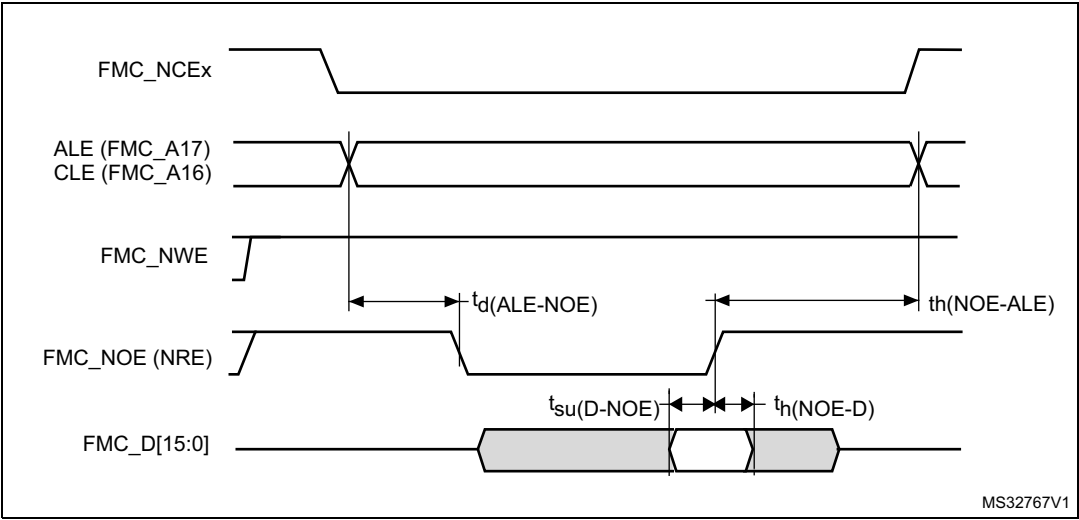 FMC_NCEx
ALE (FMC_A17)
CLE (FMC_A16)
FMC_NWE
td(ALE-NOE)
th(NOE-ALE)
FMC_NOE (NRE)
tsu(D-NOE)
th(NOE-D)
FMC_D[15:0]
MS32767V1